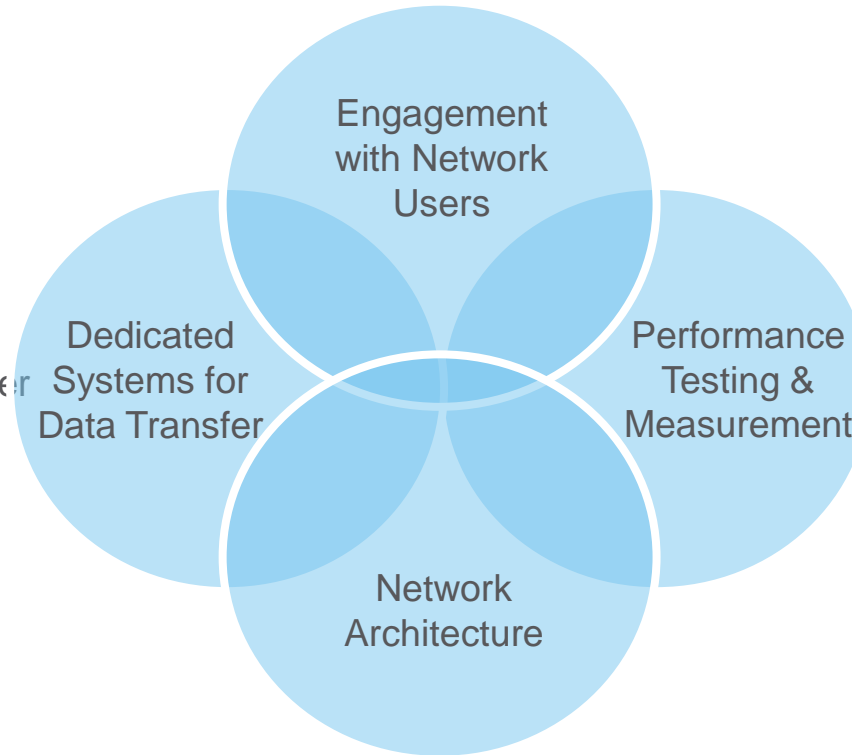 Engagement
with Network
Users
Dedicated
Systems for
Data Transfer
Performance
Testing &
Measurement
Network
Architecture